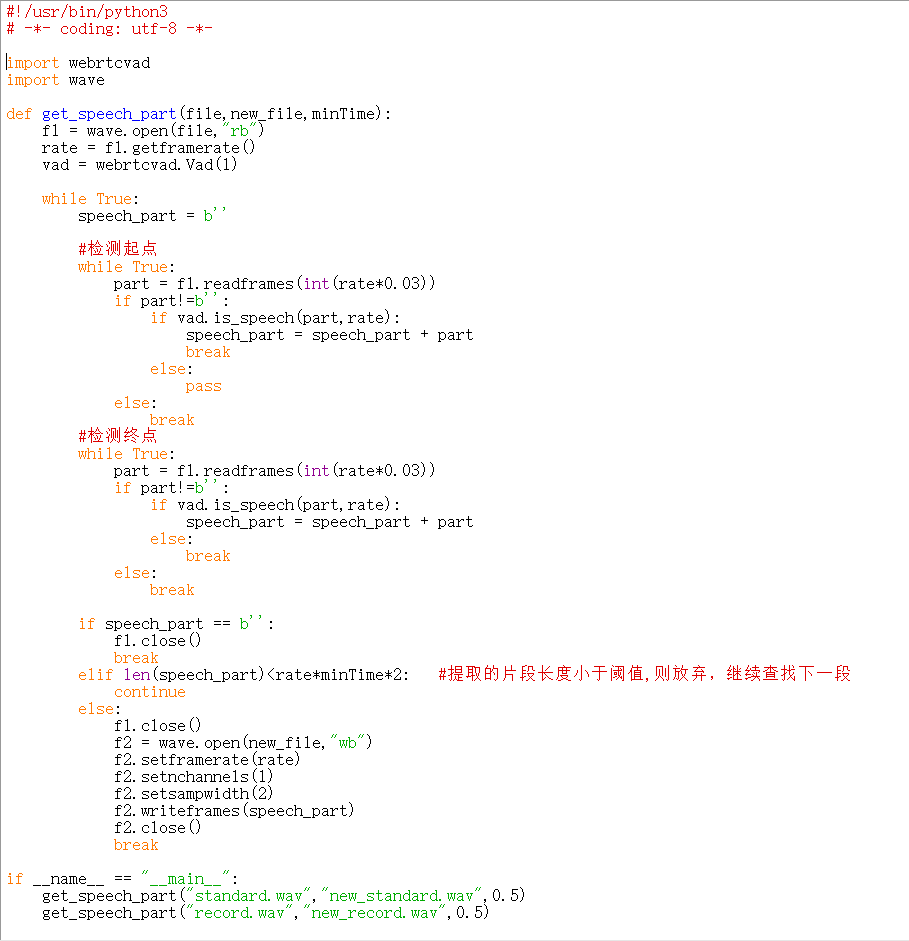 #!/usr/bin/python3
# -*- coding: utf-8 -*-
import webrtcvad
import wave
def get_speech_part(file,new_file,minTime):
    f1 = wave.open(file,"rb")
    rate = f1.getframerate()
    vad = webrtcvad.Vad(1)
    while True:
        speech_part = b''
        #检测起点
        while True:
            part = f1.readframes(int(rate*0.03))
            if part!=b'':
                if vad.is_speech(part,rate):
                    speech_part = speech_part + part
                    break
                else:
                    pass
            else:
                break
        #检测终点
        while True:
            part = f1.readframes(int(rate*0.03))
            if part!=b'':
                if vad.is_speech(part,rate):
                    speech_part = speech_part + part
                else:
                    break
            else:
                break
        if speech_part == b'':
            f1.close()
            break
        elif len(speech_part)<rate*minTime*2:   #提取的片段长度小于阈值,则放弃，继续查找下一段
            continue
        else:
            f1.close()
            f2 = wave.open(new_file,"wb")
            f2.setframerate(rate)
            f2.setnchannels(1)
            f2.setsampwidth(2)
            f2.writeframes(speech_part)
            f2.close()
            break
if __name__ == "__main__":
    get_speech_part("standard.wav","new_standard.wav",0.5)
    get_speech_part("record.wav","new_record.wav",0.5)